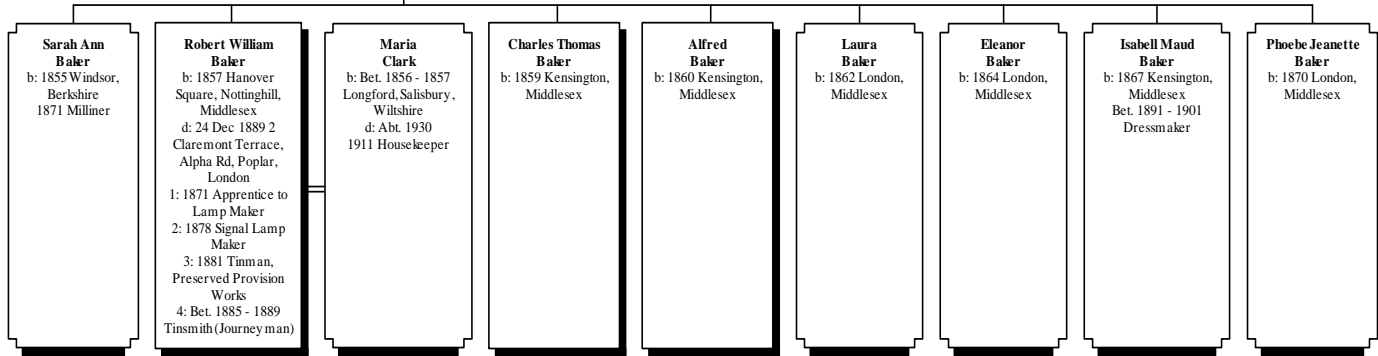 Sarah Ann
Baker
b: 1855 Windsor,
Berkshire
1871 Milliner
Robert William
Baker
b: 1857 Hanover
Square, Nottinghill,
Middlesex
d: 24 Dec 1889 2
Claremont Terrace,
Alpha Rd, Poplar,
London
1: 1871 Apprentice to
Lamp Maker
2: 1878 Signal Lamp
Maker
3: 1881 Tinman,
Preserved Provision
Works
4: Bet. 1885 - 1889
Tinsmith (Journeyman)
Maria
Clark
b: Bet. 1856 - 1857
Longford, Salisbury,
Wiltshire
d: Abt. 1930
1911 Housekeeper
Charles Thomas
Baker
b: 1859 Kensington,
Middlesex
Alfred
Baker
b: 1860 Kensington,
Middlesex
Laura
Baker
b: 1862 London,
Middlesex
Eleanor
Baker
b: 1864 London,
Middlesex
Isabell Maud
Baker
b: 1867 Kensington,
Middlesex
Bet. 1891 - 1901
Dressmaker
Phoebe Jeanette
Baker
b: 1870 London,
Middlesex